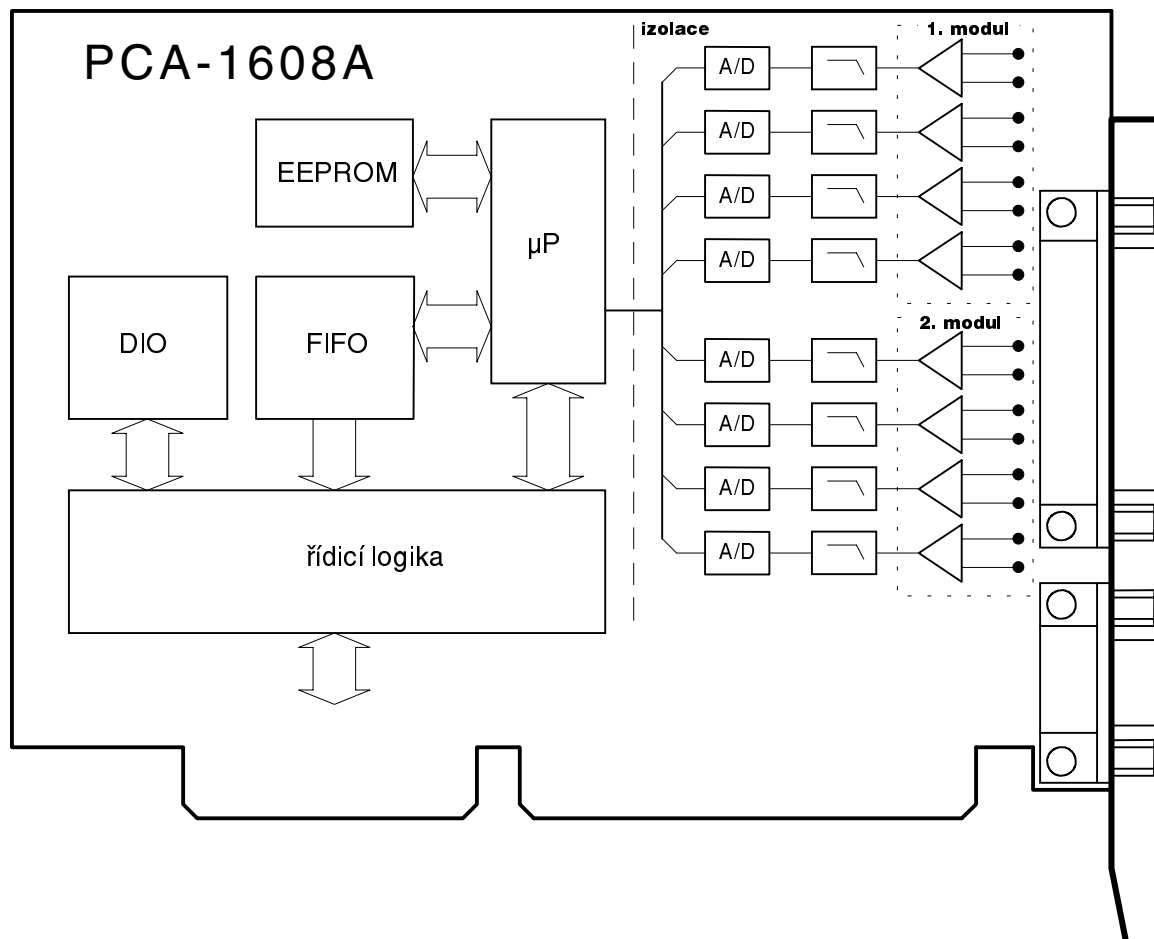 PCA-1608A
izolace
1. modul
A/D
A/D
A/D
A/D
2. modul
A/D
A/D
A/D
A/D
EEPROM
µP
DIO
FIFO
řídicí logika